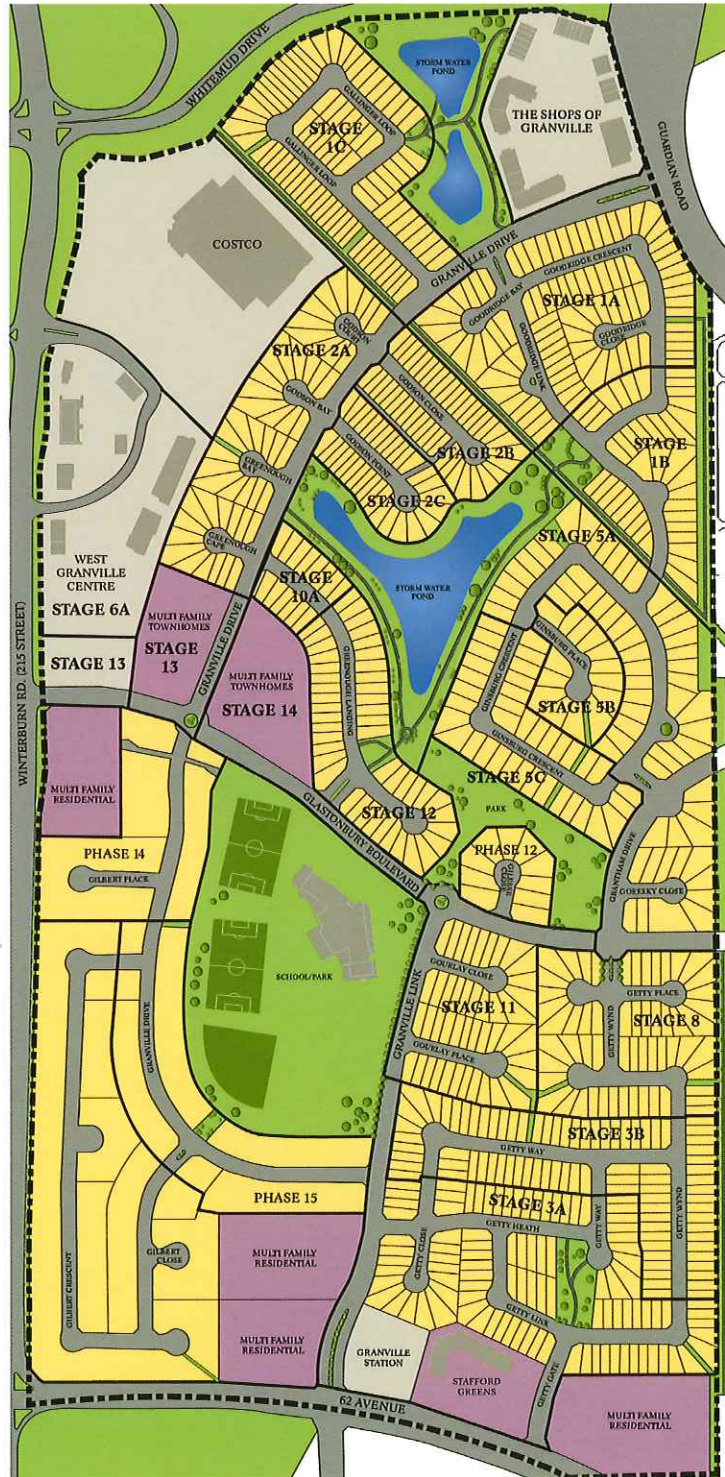 WHITEMUD DRIVE
STORM WATER
POND
GALLINGER LOOP
STAGE
1C
GALLINGER LOOP
THE SHOPS OF
GRANVILLE
GUARDIAN ROAD
COSTCO
GRANVILLE DRIVE
GOODRIDGE CRESCENT
GOODRIDGE BAY
STAGE 1A
GOODRIDGE
CLOSE
GOODRIDGE LINK
GODSON
COURT
STAGE 2A
GODSON CLOSE
GODSON BAY
STAGE 2B
GODSON POINT
STAGE
1B
GREENOUGH
BAY
STAGE 2C
GREENOUGH
CAPE
STAGE 5A
WEST
GRANVILLE
CENTRE
STAGE 6A
STAGE
10A
STORM WATER
POND
MULTI FAMILY
TOWNHOMES
STAGE
13
GRANVILLE DRIVE
MULTI FAMILY
TOWNHOMES
STAGE 14
STAGE 13
GREENOUGH LANDING
GINSBURG CRESCENT
GINSBURG PLACE
STAGE 5B
GINSBURG CRESCENT
WINTERBURN RD. (215 STREET)
MULTI FAMILY
RESIDENTIAL
STAGE 5C
PARK
STAGE 12
GLASTONBURY BOULEVARD
PHASE 14
GILBERT PLACE
PHASE 12
CLOSE
GRANTHAM DRIVE
GORESKY CLOSE
SCHOOL/PARK
GRANVILLE LINK
GOURLAY CLOSE
STAGE 11
GOURLAY PLACE
GETTY PLACE
STAGE 8
GETTY WYND
GRANVILLE DRIVE
STAGE 3B
GETTY WAY
PHASE 15
STAGE 3A
GETTY HEATH
GETTY WAY
GETTY WYND
GETTY CLOSE
GILBERT
CLOSE
GILBERT CRESCENT
MULTI FAMILY
RESIDENTIAL
GETTY LINK
MULTI FAMILY
RESIDENTIAL
GRANVILLE
STATION
STAFFORD
GREENS
GETTY GATE
62 AVENUE
MULTI FAMILY
RESIDENTIAL